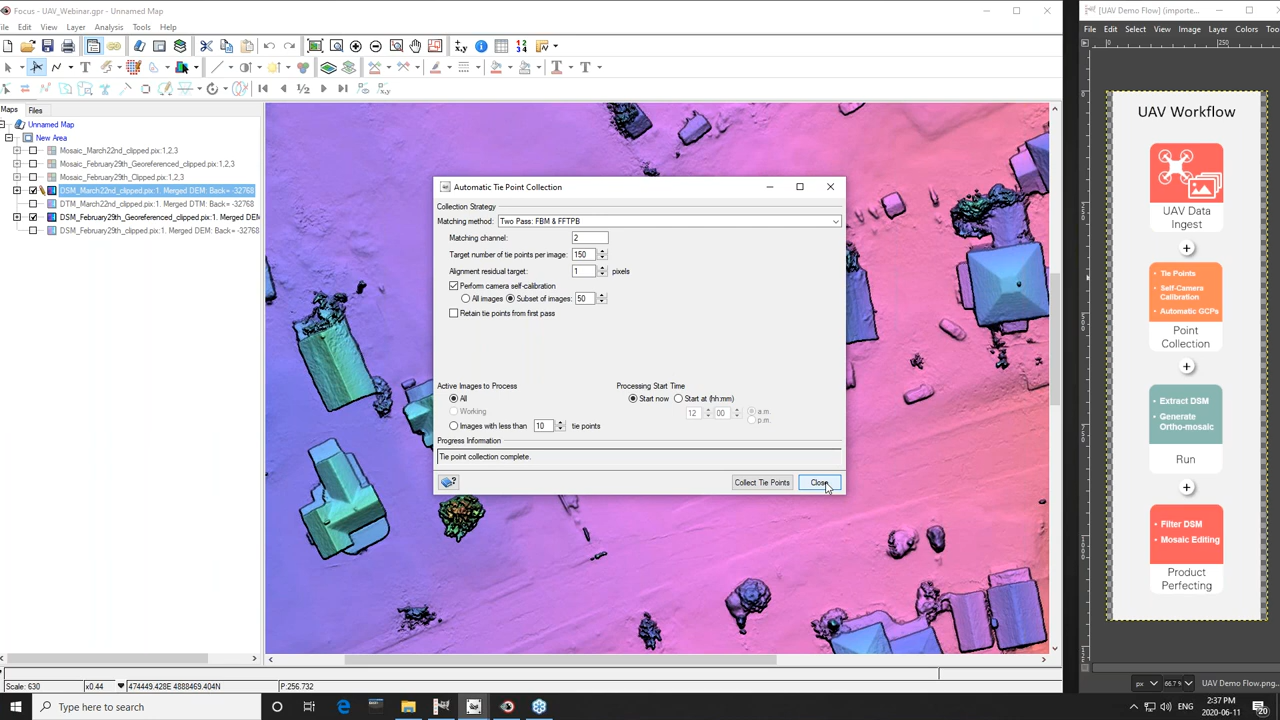 Focus - UAV_Webinar.gpr - Unnamed Map
ile Edit View Layer Analysis Tools Help
Maps Files
Unnamed Map
New Area
Mosaic_March22nd_clipped.pix:1,2,3
Mosaic_February29th_Georeferenced_clipped.pix:1,2,3
Mosaic_February29th_Clipped.pix:1,2,3
DSM_March22nd_clipped.pix:1. Merged DEM: Back= -32768
DTM_March22nd_clipped.pix:1. Merged DTM: Back= -32768
DSM_February29th_Georeferenced_clipped.pix:1. Merged DEM
DSM_February29th_clipped.pix:1. Merged DEM: Back= -32768
Automatic Tie Point Collection
Collection Strategy
Matching method: Two Pass: FBM & FFTPB
Matching channel: 2
Target number of tie points per image: 150
Alignment residual target: 1 pixels
Perform camera self-calibration
All images Subset of images: 50
Retain tie points from first pass
Active Images to Process
All
Working
Images with less than 10 tie points
Processing Start Time
Start now Start at (hh:mm)
12 00 a.m.
p.m.
Progress Information
Tie point collection complete.
Collect Tie Points Close
Scale: 630 x0.44 474449.428E 4888469.404N P:256.732
[UAV Demo Flow] (importe...
File Edit Select View Image Layer Colors Too
UAV Workflow
UAV Data
Ingest
+
• Tie Points
• Self-Camera
Calibration
• Automatic GCPs
Point
Collection
+
• Extract DSM
• Generate
Ortho-mosaic
Run
+
• Filter DSM
• Mosaic Editing
Product
Perfecting
px 66.7 UAV Demo Flow.png
Type here to search
ENG
2:37 PM
2020-06-11
20